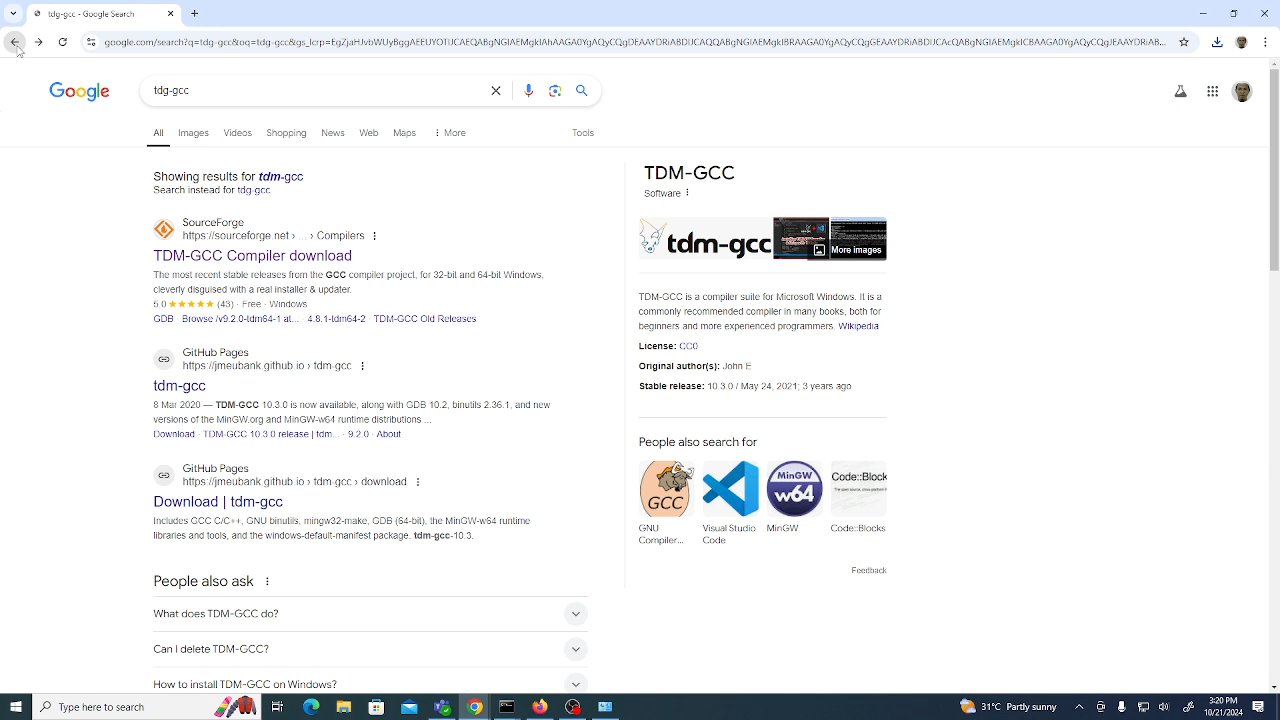 tdg-gcc - Google Search
google.com/search?q=tdg-gcc&oq=tdg-gcc&gs_lcrp=
Google
tdg-gcc
All Images Videos Shopping News Web Maps More Tools
Showing results for tdm-gcc
Search instead for tdg-gcc
SourceForge
https://sourceforge.net › › Compilers
TDM-GCC Compiler download
The more recent stable releases from the GCC compiler project, for 32-bit and 64-bit Windows,
cleverly disguised with a real installer & updater.
5.0 ★★★★★ (43) · Free · Windows
GDB · Browse /v9.2.0-tdm64-1 at... · 4.8.1-tdm64-2 · TDM-GCC Old Releases
GitHub Pages
https://jmeubank.github.io › tdm-gcc
tdm-gcc
8 Mar 2020 — TDM-GCC 10.3.0 is now available, along with GDB 10.2, binutils 2.36.1, and new
versions of the MinGW.org and MinGW-w64 runtime distributions ...
Download · TDM-GCC 10.3.0 release | tdm... · 9.2.0 · About
GitHub Pages
https://jmeubank.github.io › tdm-gcc › download
Download | tdm-gcc
Includes GCC C/C++, GNU binutils, mingw32-make, GDB (64-bit), the MinGW-w64 runtime
libraries and tools, and the windows-default-manifest package. tdm-gcc-10.3.
People also ask
What does TDM-GCC do?
Can I delete TDM-GCC?
How to install TDM-GCC on Windows?
TDM-GCC
Software
tdm-gcc
More images
TDM-GCC is a compiler suite for Microsoft Windows. It is a
commonly recommended compiler in many books, both for
beginners and more experienced programmers. Wikipedia
License: CC0
Original author(s): John E
Stable release: 10.3.0 / May 24, 2021; 3 years ago
People also search for
GCC
MinGW
w64
Code::Block
GNU
Compiler...
Visual Studio
Code
MinGW
Code::Blocks
Feedback
Type here to search
31°C Partly sunny
3:20 PM
10/21/2024